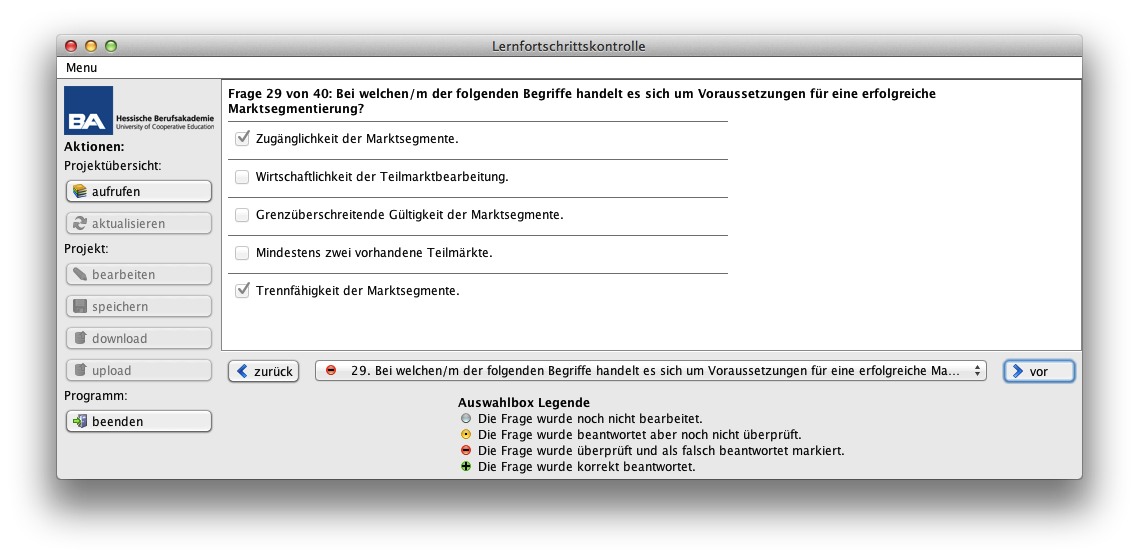 Lernfortschrittskontrolle
Menu
BA Hessische Berufsakademie
University of Cooperative Education
Aktionen:
Projektübersicht:
aufrufen
aktualisieren
Projekt:
bearbeiten
speichern
download
upload
Programm:
beenden
Frage 29 von 40: Bei welchen/m der folgenden Begriffe handelt es sich um Voraussetzungen für eine erfolgreiche
Marktsegmentierung?
Zugänglichkeit der Marktsegmente.
Wirtschaftlichkeit der Teilmarktbearbeitung.
Grenzüberschreitende Gültigkeit der Marktsegmente.
Mindestens zwei vorhandene Teilmärkte.
Trennfähigkeit der Marktsegmente.
zurück
29. Bei welchen/m der folgenden Begriffe handelt es sich um Voraussetzungen für eine erfolgreiche Ma...
vor
Auswahlbox Legende
Die Frage wurde noch nicht bearbeitet.
Die Frage wurde beantwortet aber noch nicht überprüft.
Die Frage wurde überprüft und als falsch beantwortet markiert.
Die Frage wurde korrekt beantwortet.